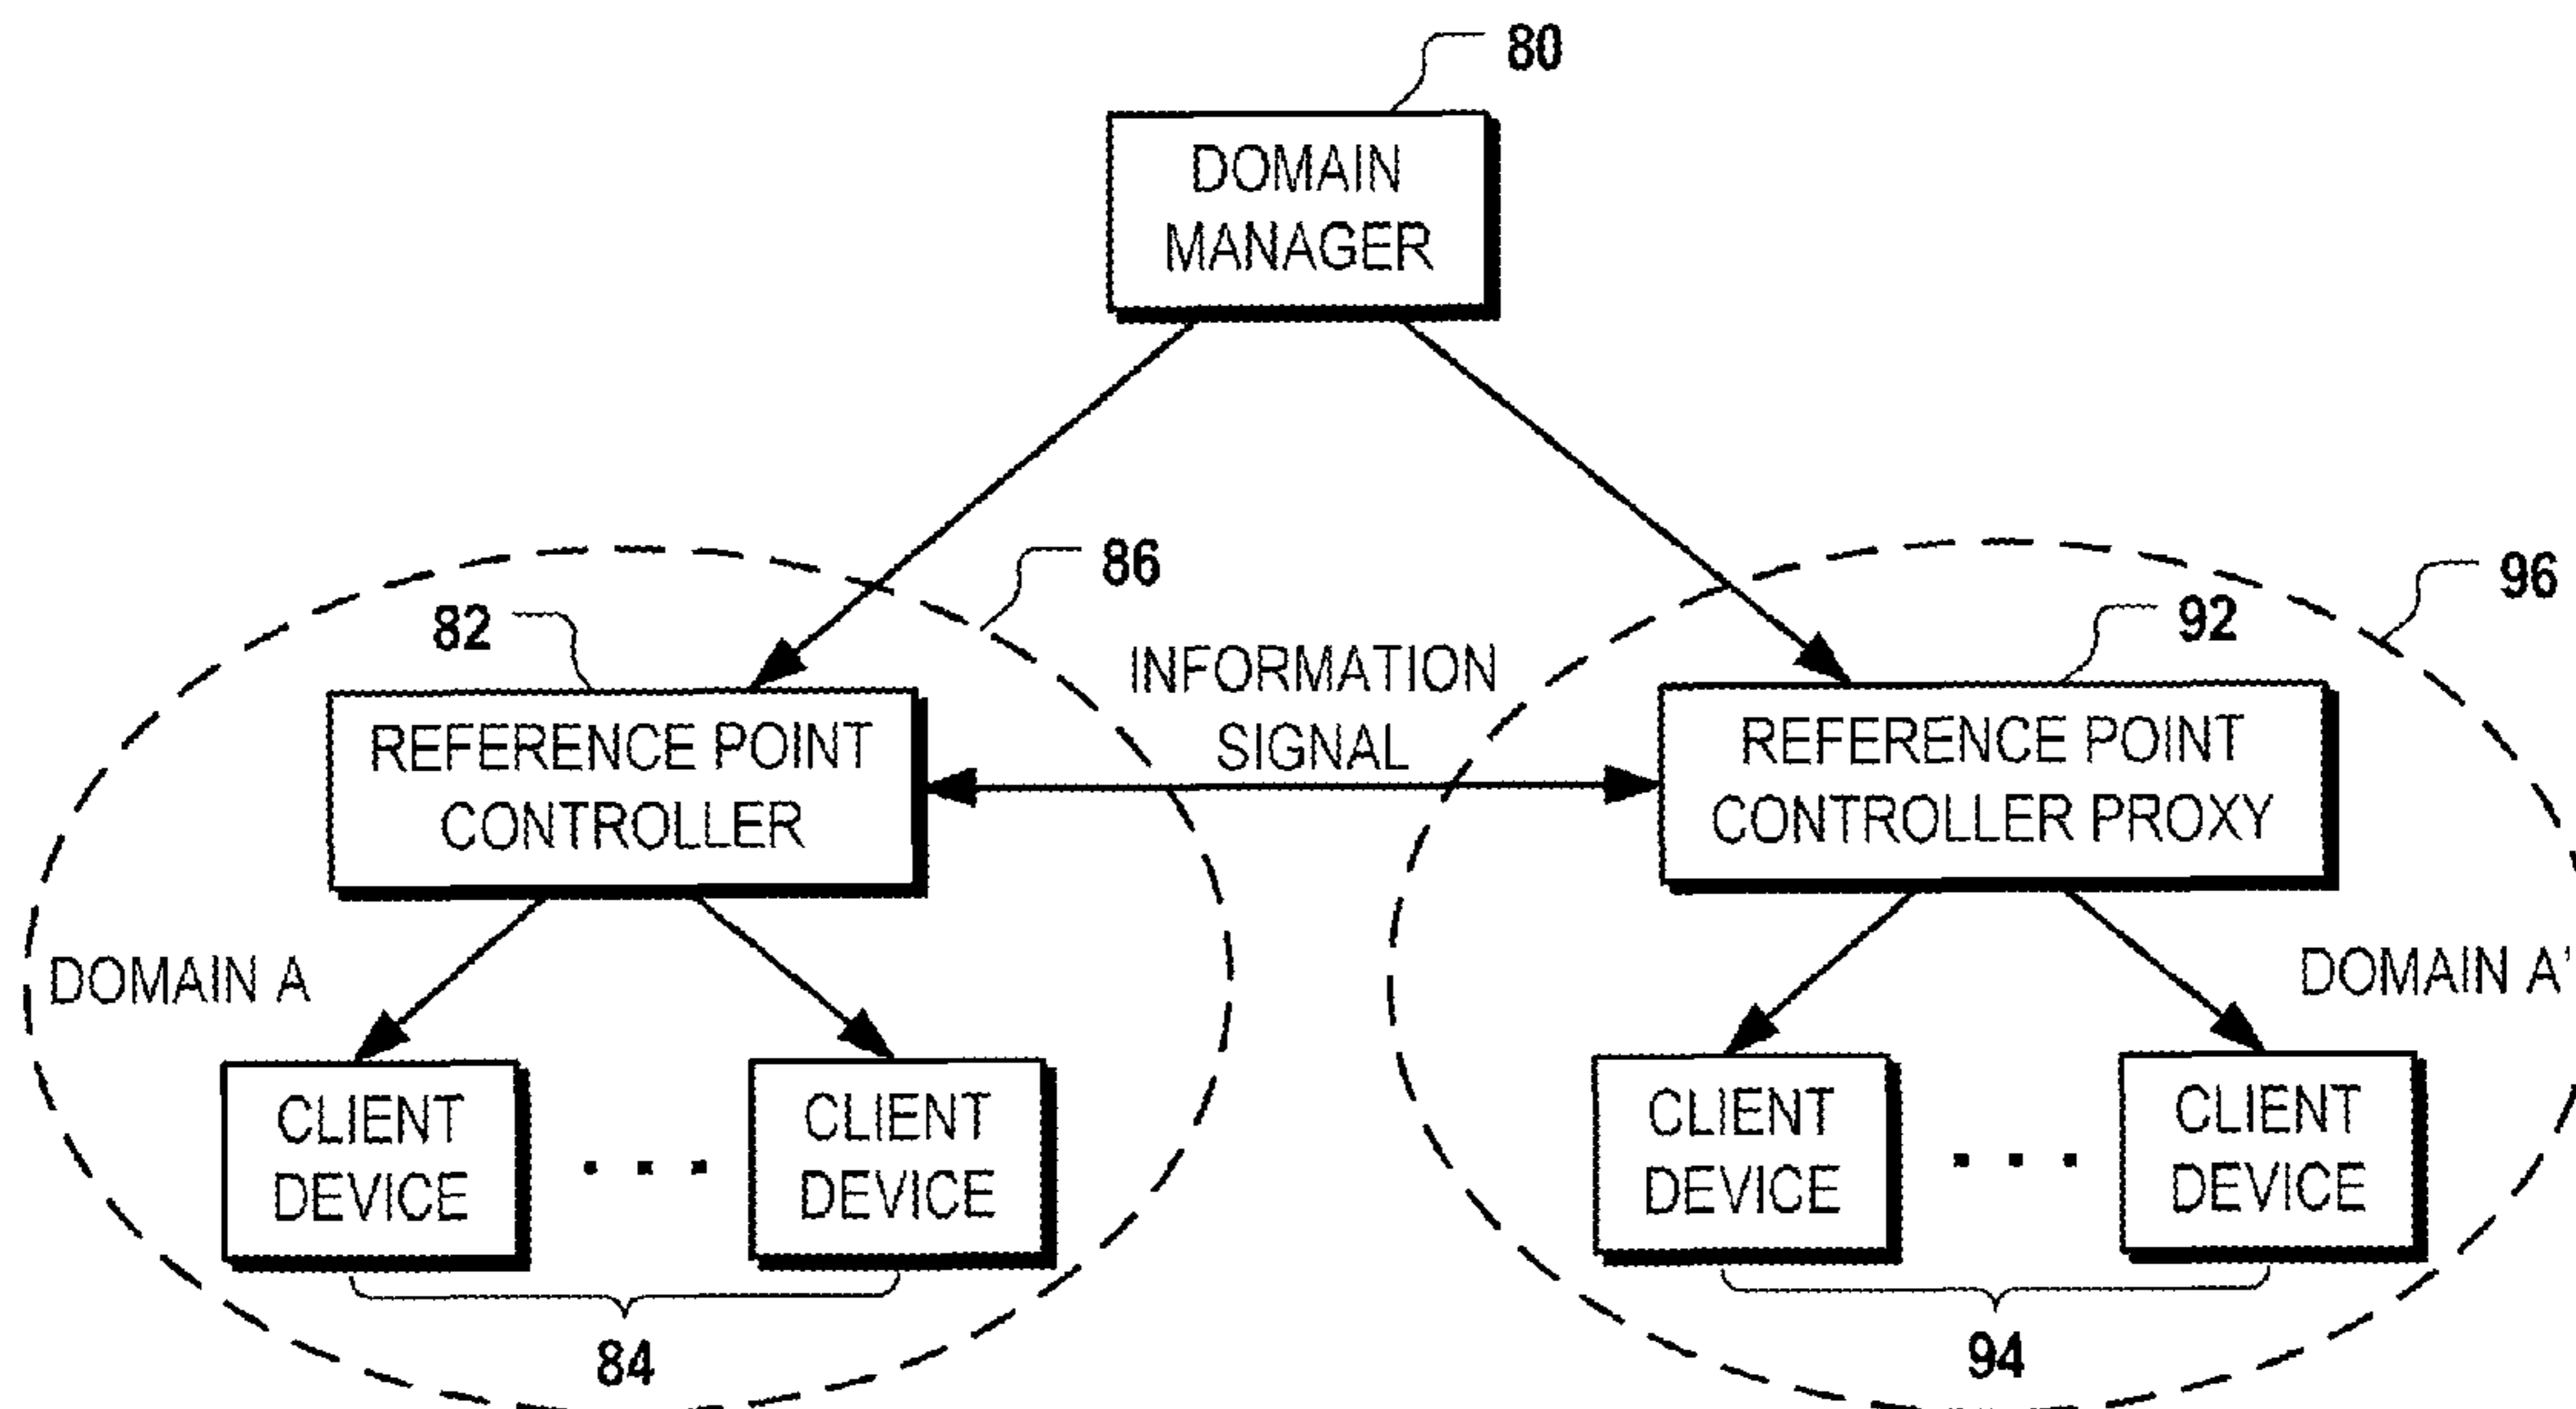 80
DOMAIN
MANAGER
86
96
82
92
INFORMATION
SIGNAL
REFERENCE POINT
CONTROLLER
REFERENCE POINT
CONTROLLER PROXY
DOMAIN A
DOMAIN A'
CLIENT
DEVICE
. . .
CLIENT
DEVICE
CLIENT
DEVICE
. . .
CLIENT
DEVICE
84
94